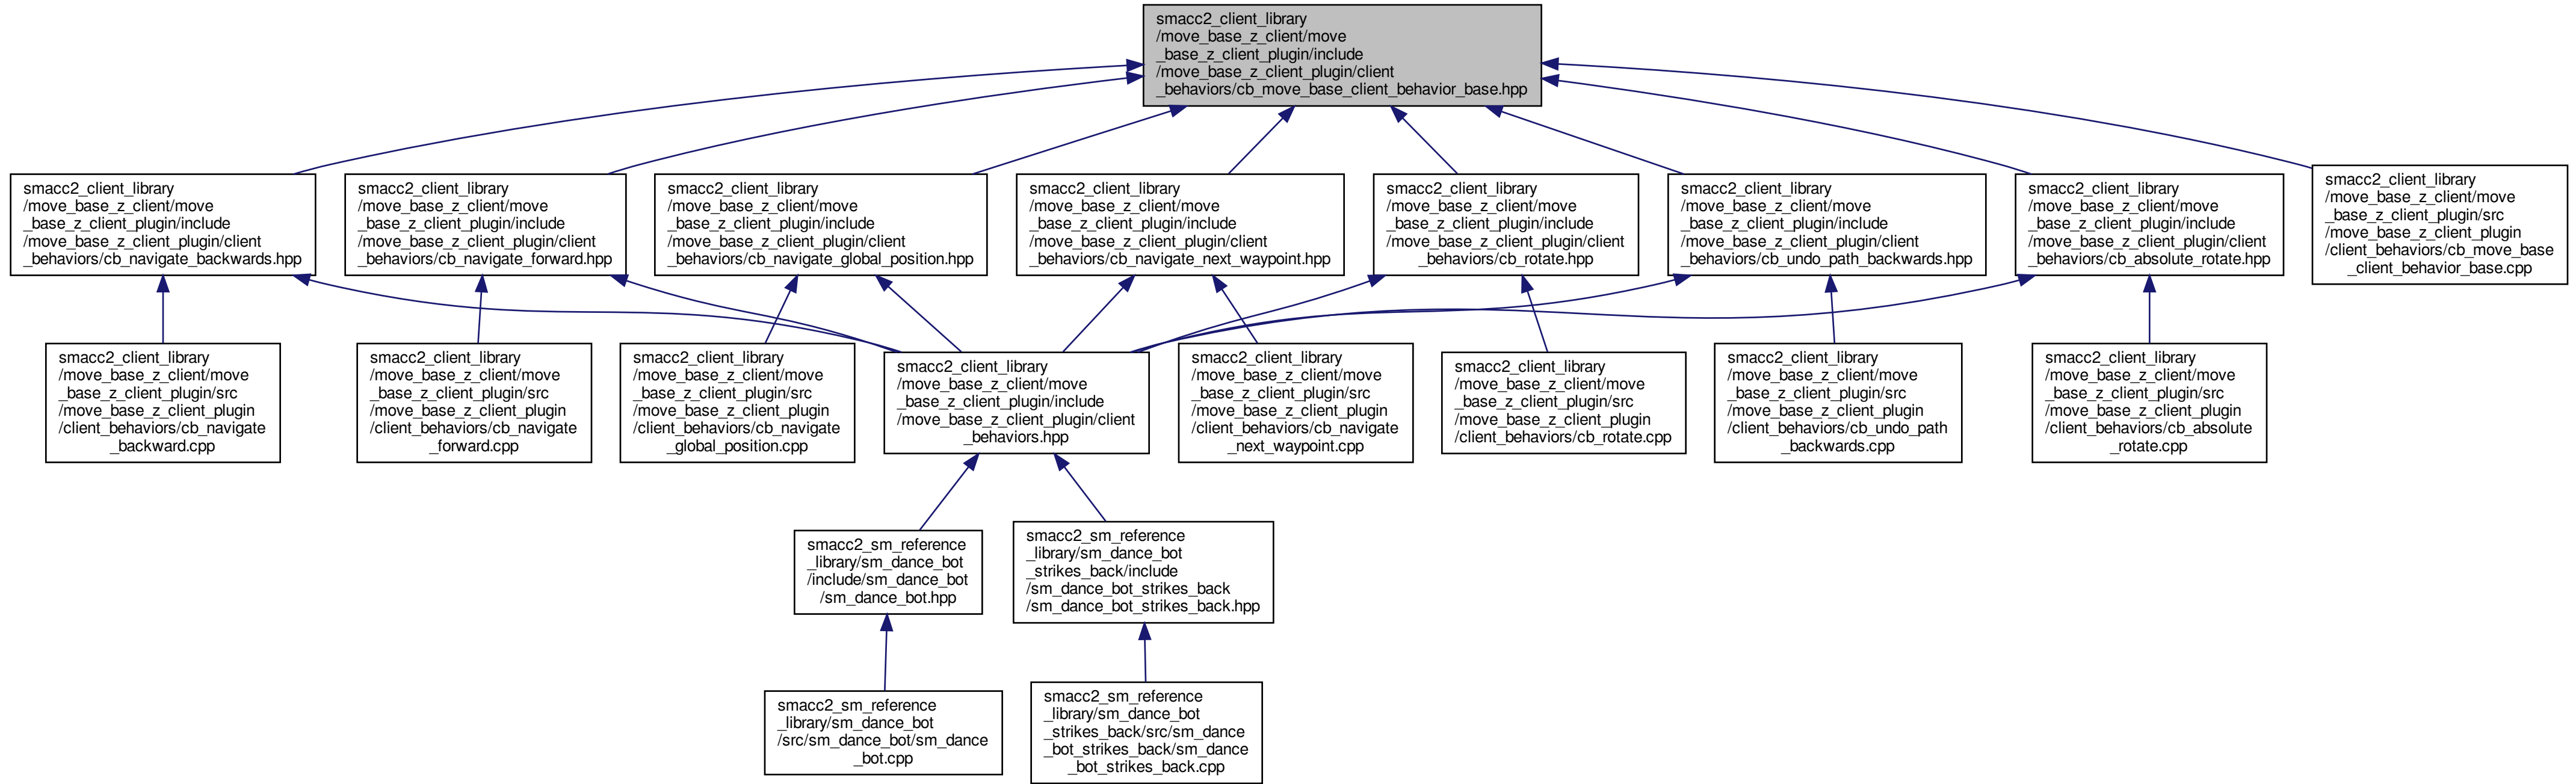 smacc2_client_library
/move_base_z_client/move
_base_z_client_plugin/include
/move_base_z_client_plugin/client
_behaviors/cb_move_base_client_behavior_base.hpp
smacc2_client_library
/move_base_z_client/move
_base_z_client_plugin/include
/move_base_z_client_plugin/client
_behaviors/cb_navigate_backwards.hpp
smacc2_client_library
/move_base_z_client/move
_base_z_client_plugin/include
/move_base_z_client_plugin/client
_behaviors/cb_navigate_forward.hpp
smacc2_client_library
/move_base_z_client/move
_base_z_client_plugin/include
/move_base_z_client_plugin/client
_behaviors/cb_navigate_global_position.hpp
smacc2_client_library
/move_base_z_client/move
_base_z_client_plugin/include
/move_base_z_client_plugin/client
_behaviors/cb_navigate_next_waypoint.hpp
smacc2_client_library
/move_base_z_client/move
_base_z_client_plugin/include
/move_base_z_client_plugin/client
_behaviors/cb_rotate.hpp
smacc2_client_library
/move_base_z_client/move
_base_z_client_plugin/include
/move_base_z_client_plugin/client
_behaviors/cb_undo_path_backwards.hpp
smacc2_client_library
/move_base_z_client/move
_base_z_client_plugin/include
/move_base_z_client_plugin/client
_behaviors/cb_absolute_rotate.hpp
smacc2_client_library
/move_base_z_client/move
_base_z_client_plugin/src
/move_base_z_client_plugin
/client_behaviors/cb_move_base
_client_behavior_base.cpp
smacc2_client_library
/move_base_z_client/move
_base_z_client_plugin/src
/move_base_z_client_plugin
/client_behaviors/cb_navigate
_backward.cpp
smacc2_client_library
/move_base_z_client/move
_base_z_client_plugin/src
/move_base_z_client_plugin
/client_behaviors/cb_navigate
_forward.cpp
smacc2_client_library
/move_base_z_client/move
_base_z_client_plugin/src
/move_base_z_client_plugin
/client_behaviors/cb_navigate
_global_position.cpp
smacc2_client_library
/move_base_z_client/move
_base_z_client_plugin/include
/move_base_z_client_plugin/client
_behaviors.hpp
smacc2_client_library
/move_base_z_client/move
_base_z_client_plugin/src
/move_base_z_client_plugin
/client_behaviors/cb_navigate
_next_waypoint.cpp
smacc2_client_library
/move_base_z_client/move
_base_z_client_plugin/src
/move_base_z_client_plugin
/client_behaviors/cb_rotate.cpp
smacc2_client_library
/move_base_z_client/move
_base_z_client_plugin/src
/move_base_z_client_plugin
/client_behaviors/cb_undo_path
_backwards.cpp
smacc2_client_library
/move_base_z_client/move
_base_z_client_plugin/src
/move_base_z_client_plugin
/client_behaviors/cb_absolute
_rotate.cpp
smacc2_sm_reference
_library/sm_dance_bot
/include/sm_dance_bot
/sm_dance_bot.hpp
smacc2_sm_reference
_library/sm_dance_bot
_strikes_back/include
/sm_dance_bot_strikes_back
/sm_dance_bot_strikes_back.hpp
smacc2_sm_reference
_library/sm_dance_bot
/src/sm_dance_bot/sm_dance
_bot.cpp
smacc2_sm_reference
_library/sm_dance_bot
_strikes_back/src/sm_dance
_bot_strikes_back/sm_dance
_bot_strikes_back.cpp